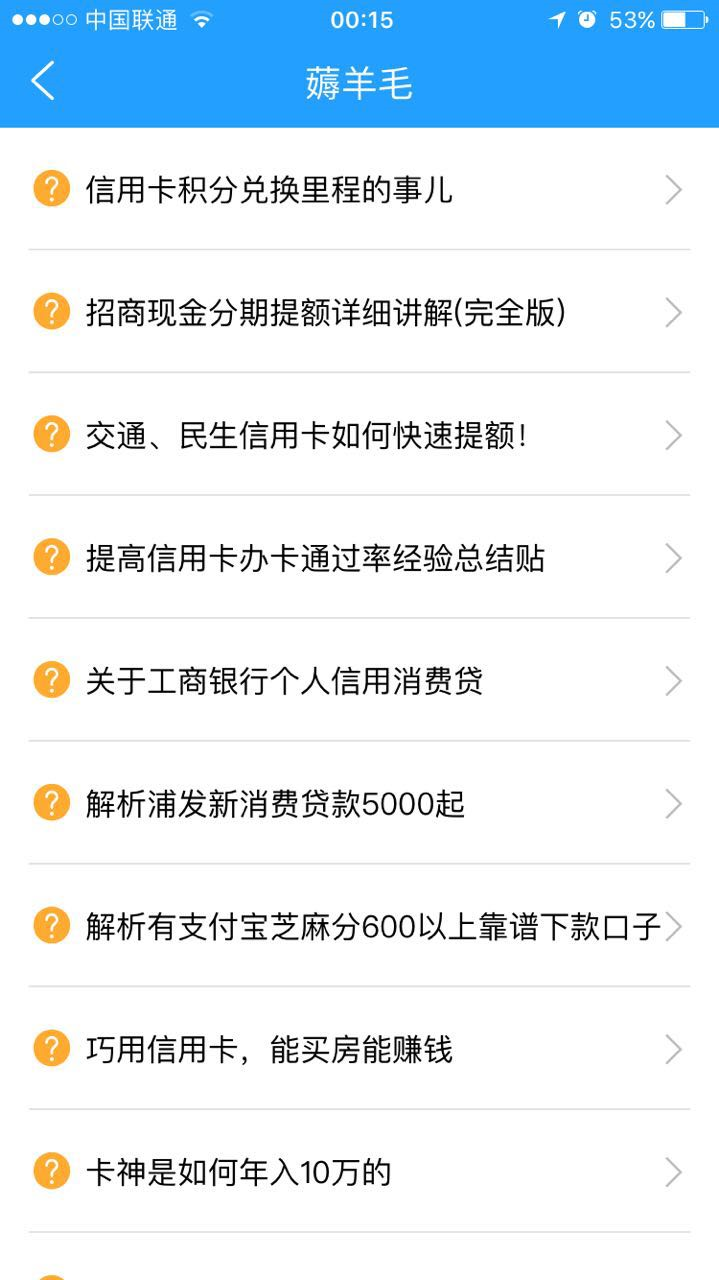 中国联通 00:15 53%
薅羊毛
信用卡积分兑换里程的事儿
招商现金分期提额详细讲解(完全版)
交通、民生信用卡如何快速提额!
提高信用卡办卡通过率经验总结贴
关于工商银行个人信用消费贷
解析浦发新消费贷款5000起
解析有支付宝芝麻分600以上靠谱下款口子
巧用信用卡，能买房能赚钱
卡神是如何年入10万的